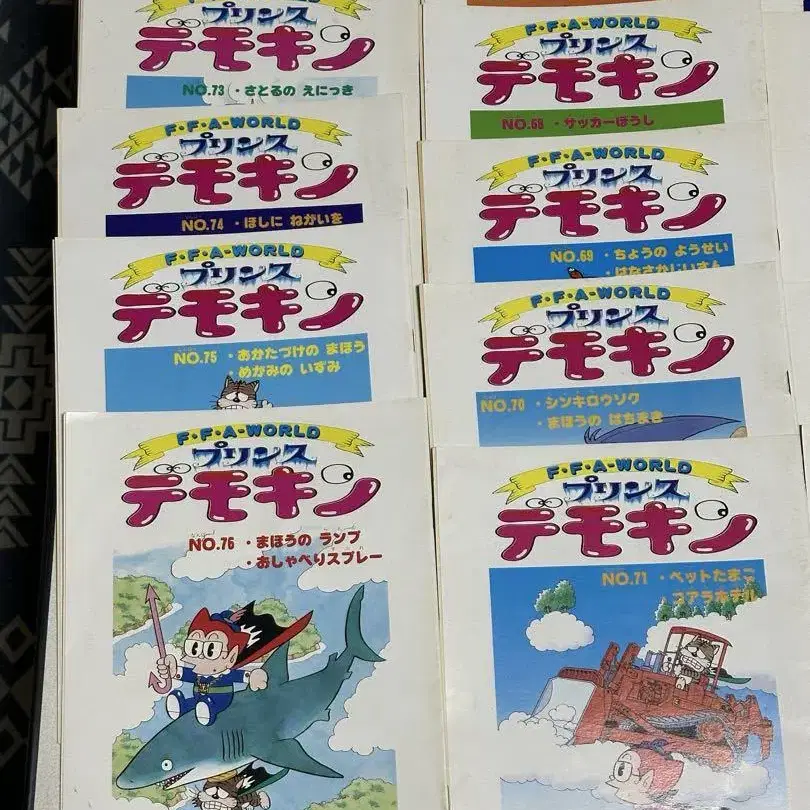 プリンス
デモキン
NO.73 ・さとるの えにっき
F・F・A-WORLD
プリンス
デモキン
NO.74 ・ほしに ねがいを
F・F・A-WORLD
プリンス
デモキン
NO.75 ・おかたづけの まほう
・めがみの いずみ
F・F・A-WORLD
プリンス
デモキン
NO.76 ・まほうの ランプ
・おしゃべりスプレー
F・F・A-WORLD
プリンス
デモキン
NO.68 ・サッカーぼうし
F・F・A-WORLD
プリンス
デモキン
NO.69 ・ちょうの ようせい
・はなさかじいさん
F・F・A-WORLD
プリンス
デモキン
NO.70 ・シンキロウソク
・まほうの はちまき
F・F・A-WORLD
プリンス
デモキン
NO.71 ・ペットたまご
・コアラホテル